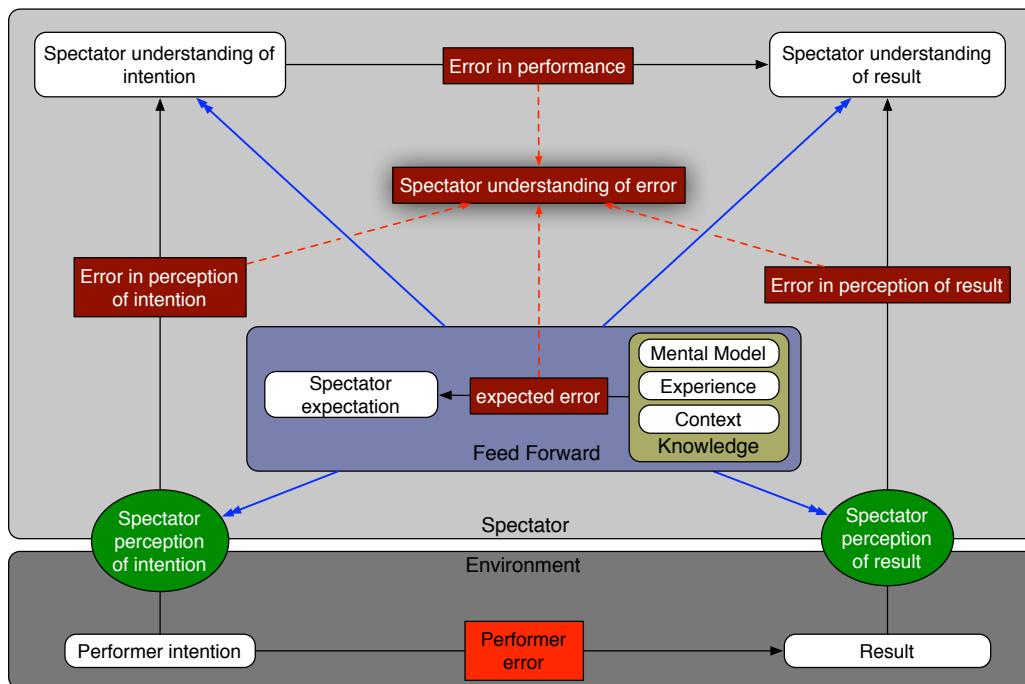 Spectator understanding of
intention
Error in performance
Spectator understanding
of result
Spectator understanding of error
Error in perception
of intention
Error in perception of result
Mental Model
Spectator
expectation
expected error
Experience
Context
Knowledge
Feed Forward
Spectator
perception
of intention
Spectator
Spectator
perception
of result
Environment
Performer intention
Performer
error
Result